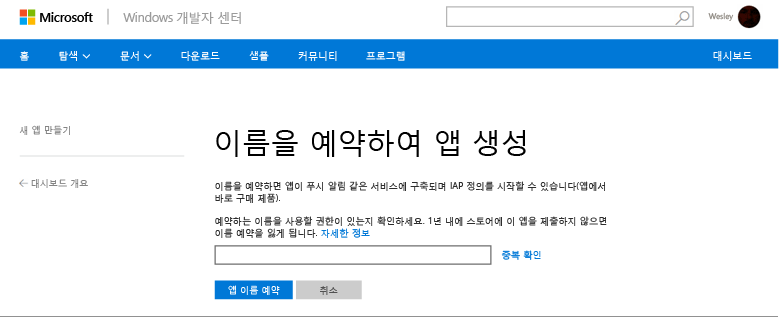 Microsoft | Windows 개발자 센터
Wesley
홈 탐색 문서 다운로드 샘플 커뮤니티 프로그램 대시보드
새 앱 만들기
← 대시보드 개요
이름을 예약하여 앱 생성
이름을 예약하면 앱이 푸시 알림 같은 서비스에 구축되며 IAP 정의를 시작할 수 있습니다(앱에서
바로 구매 제품).
예약하는 이름을 사용할 권한이 있는지 확인하세요. 1년 내에 스토어에 이 앱을 제출하지 않으면
이름 예약을 잃게 됩니다. 자세한 정보
중복 확인
앱 이름 예약 취소